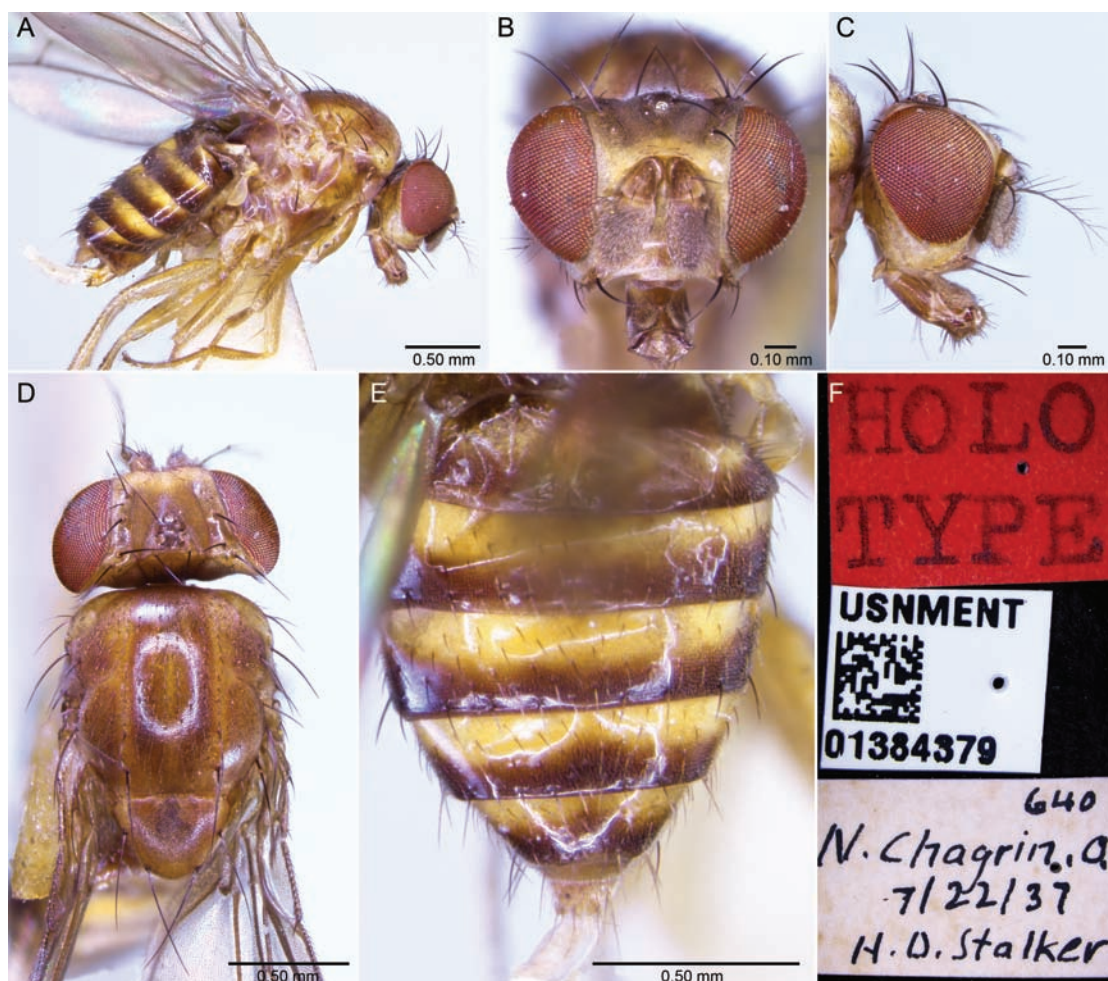 A
0.50 mm
B
0.10 mm
C
0.10 mm
D
0.50 mm
E
0.50 mm
F
HOLO
TYPE
USNMENT
01384379
640
N. Chagrin, O.
7/22/37
H.D. Stalker